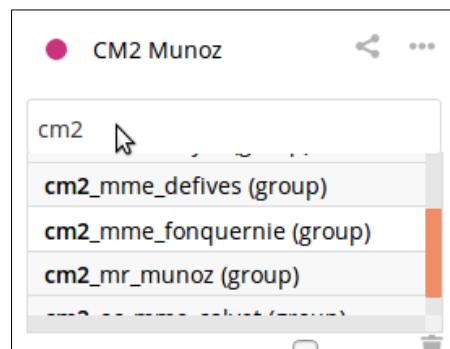 CM2 Munoz
cm2
cm2_mme_defives (group)
cm2_mme_fonquernie (group)
cm2_mr_munoz (group)